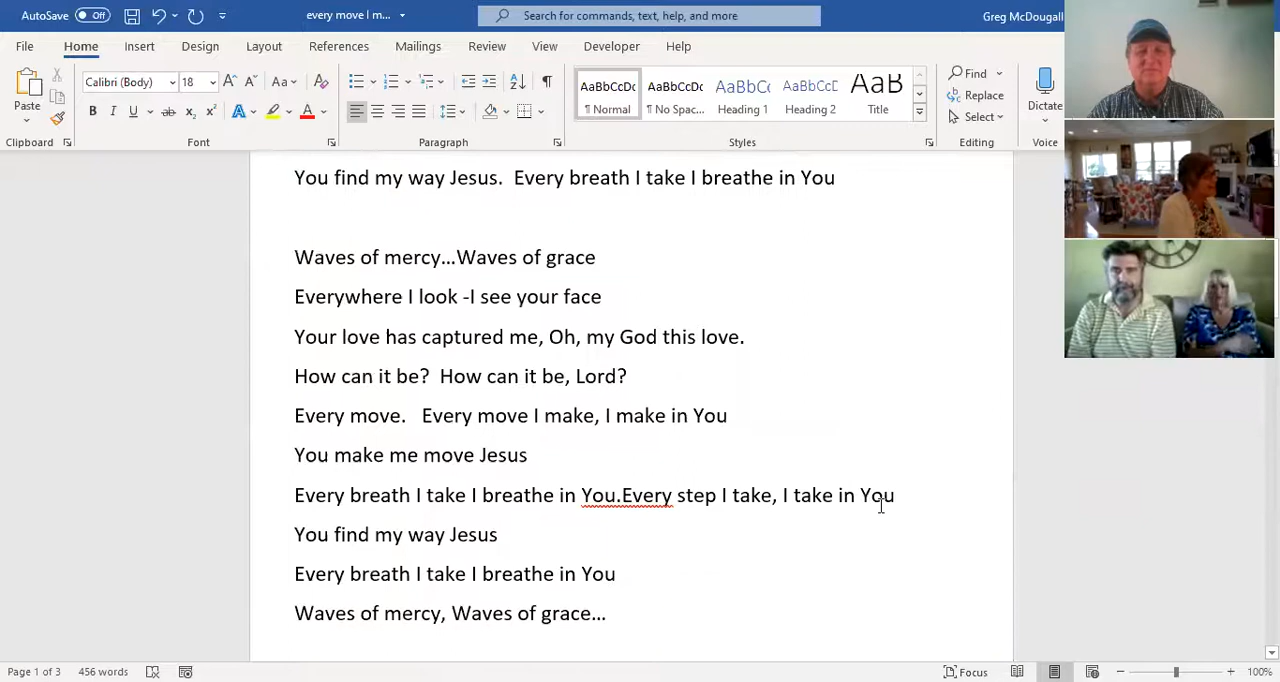 AutoSave Off every move I m... Search for commands, text, help, and more Greg McDougall
File Home Insert Design Layout References Mailings Review View Developer Help
Calibri (Body) 18 A A Aa A AaBbCcDc AaBbCcDc AaBbCc AaBbCcD AaB Find
Paste B I U ab x₂ x² A A ¶ Normal ¶ No Spac... Heading 1 Heading 2 Title Replace Dictate
Select
Clipboard Font Paragraph Styles Editing Voice
You find my way Jesus.  Every breath I take I breathe in You
Waves of mercy...Waves of grace
Everywhere I look -I see your face
Your love has captured me, Oh, my God this love.
How can it be?  How can it be, Lord?
Every move.   Every move I make, I make in You
You make me move Jesus
Every breath I take I breathe in You.Every step I take, I take in You
You find my way Jesus
Every breath I take I breathe in You
Waves of mercy, Waves of grace...
Page 1 of 3 456 words Focus 100%